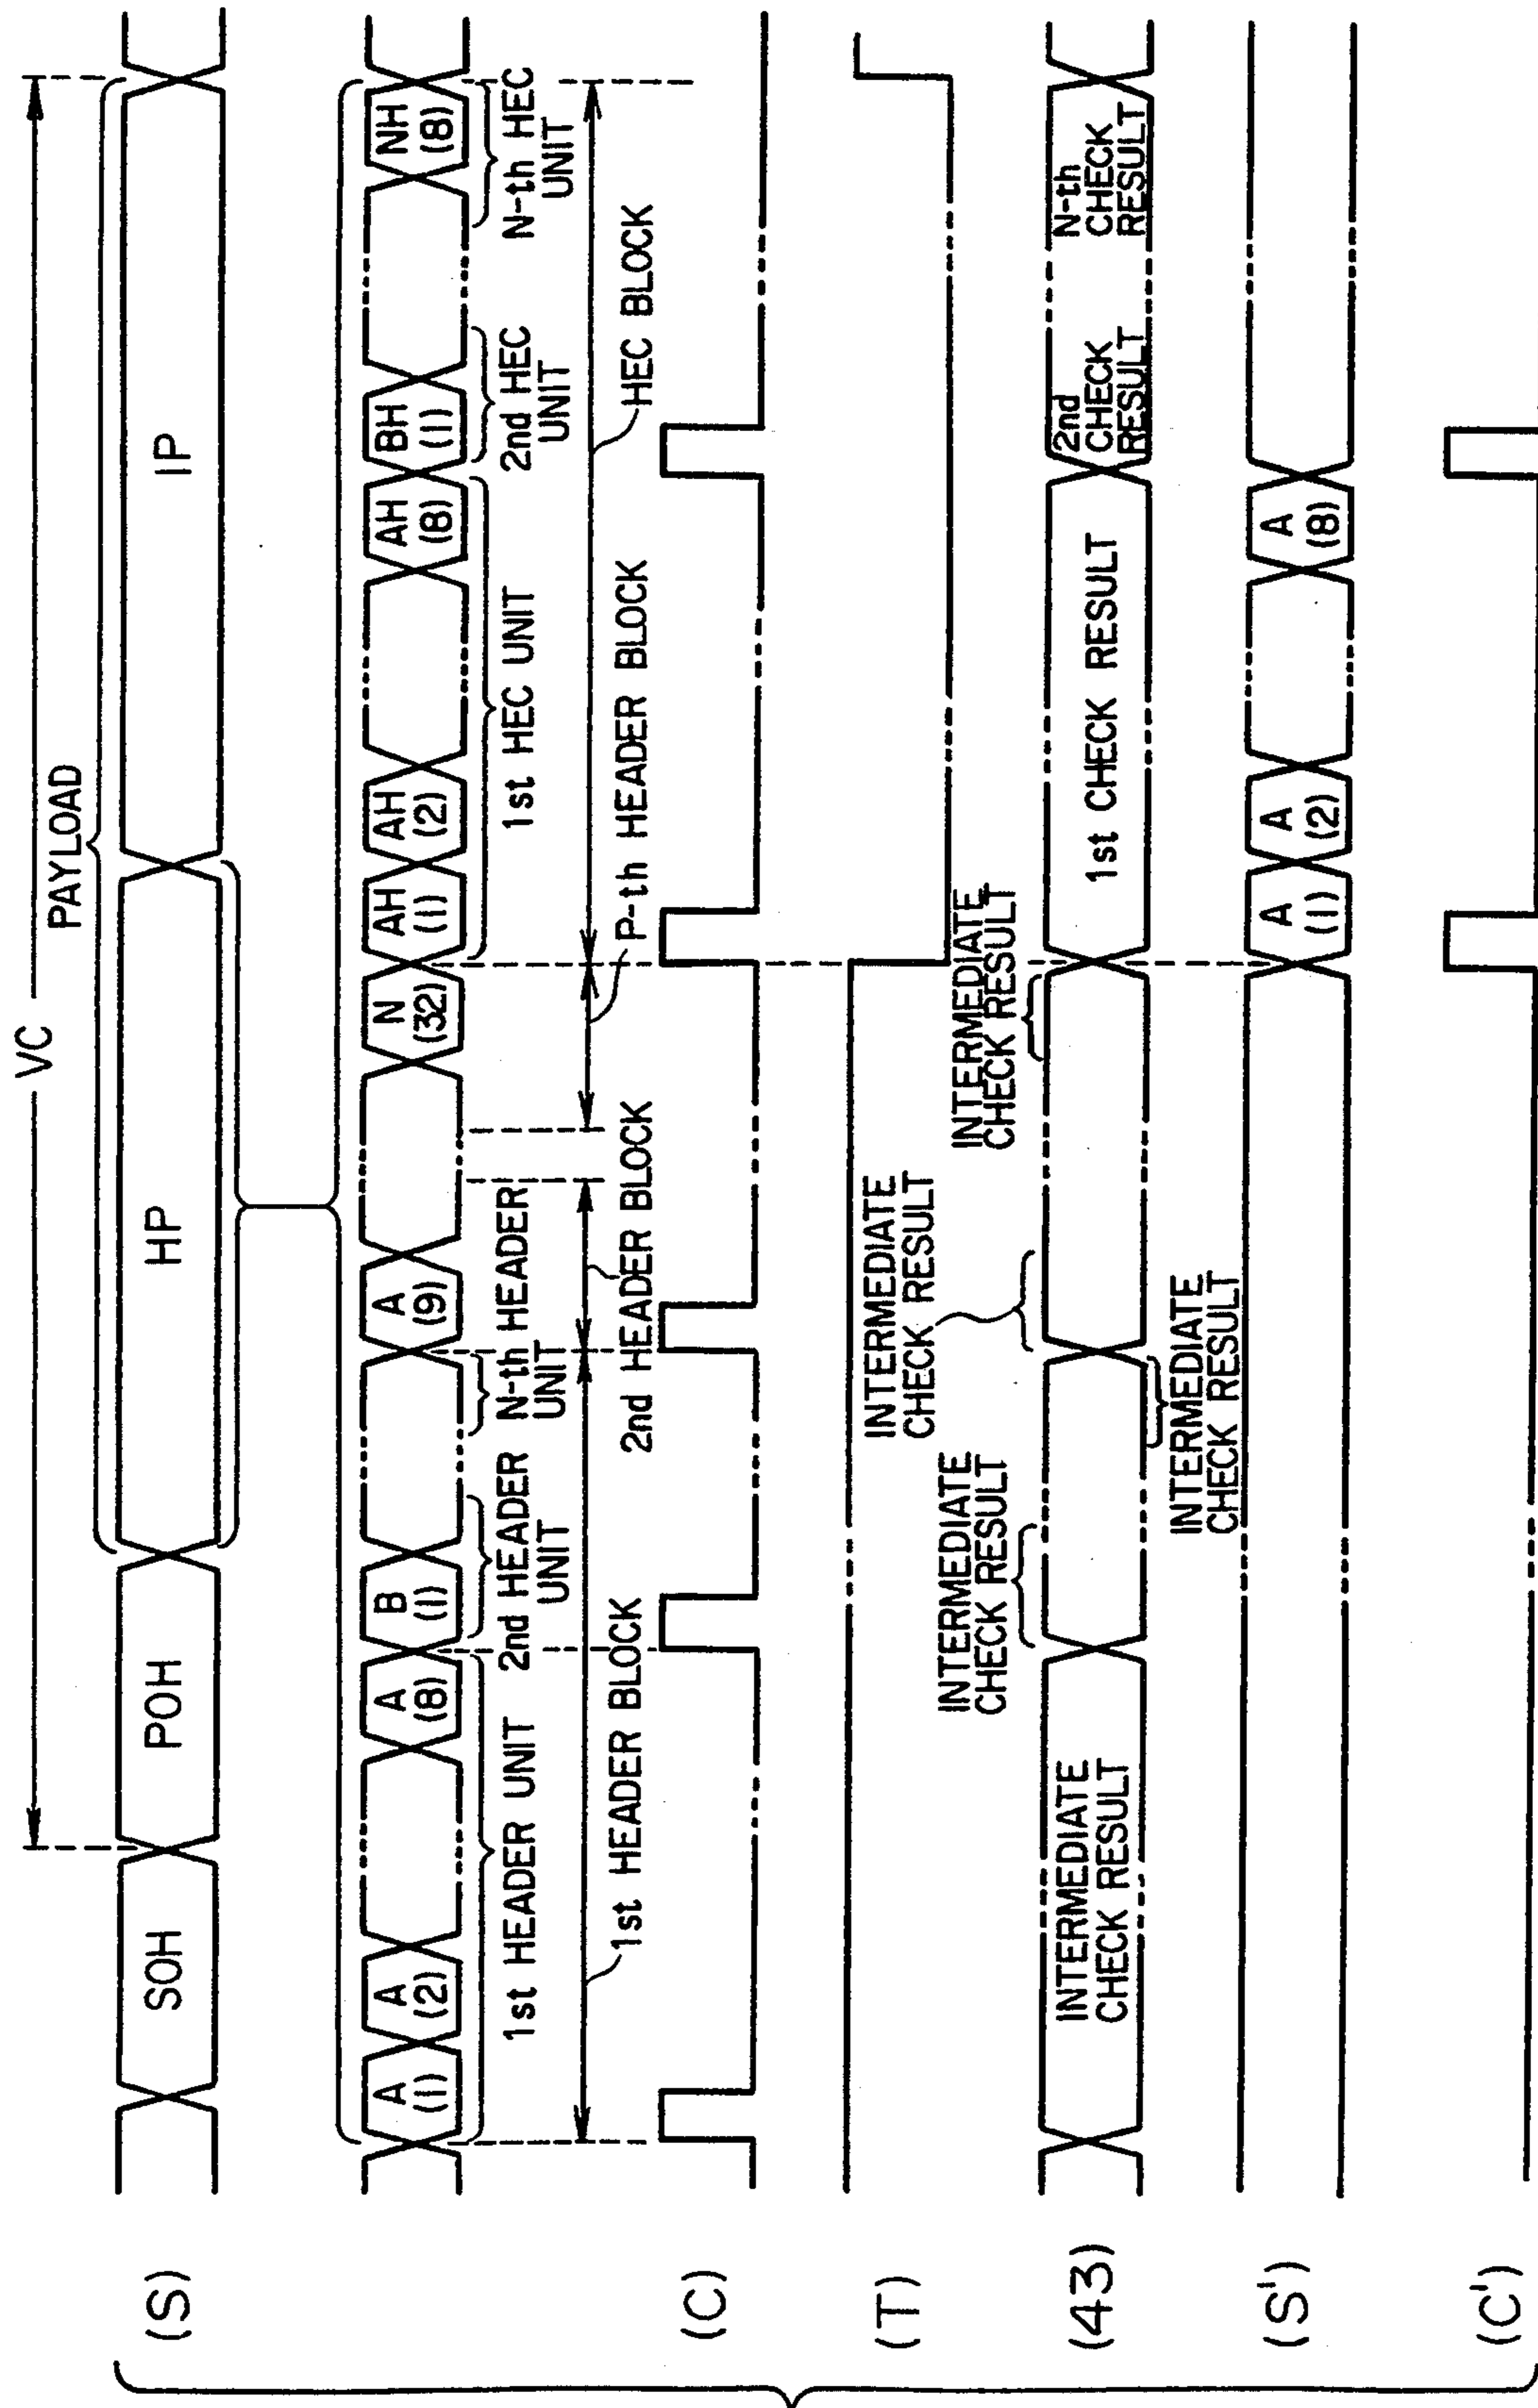 (S)
VC
PAYLOAD
SOH
POH
HP
IP
A
(1)
A
(2)
A
(8)
B
(1)
A
(9)
N
(32)
AH
(1)
AH
(2)
AH
(8)
BH
(1)
NH
(8)
1st HEADER UNIT
2nd HEADER
UNIT
N-th HEADER
UNIT
1st HEC UNIT
2nd HEC
UNIT
N-th HEC
UNIT
1st HEADER BLOCK
2nd HEADER BLOCK
P-th HEADER BLOCK
HEC BLOCK
(C)
(T)
(43)
INTERMEDIATE
CHECK RESULT
INTERMEDIATE
CHECK RESULT
INTERMEDIATE
CHECK RESULT
INTERMEDIATE
CHECK RESULT
INTERMEDIATE
CHECK RESULT
1st CHECK RESULT
2nd
CHECK
RESULT
N-th
CHECK
RESULT
(S')
A
(1)
A
(2)
A
(8)
(C')